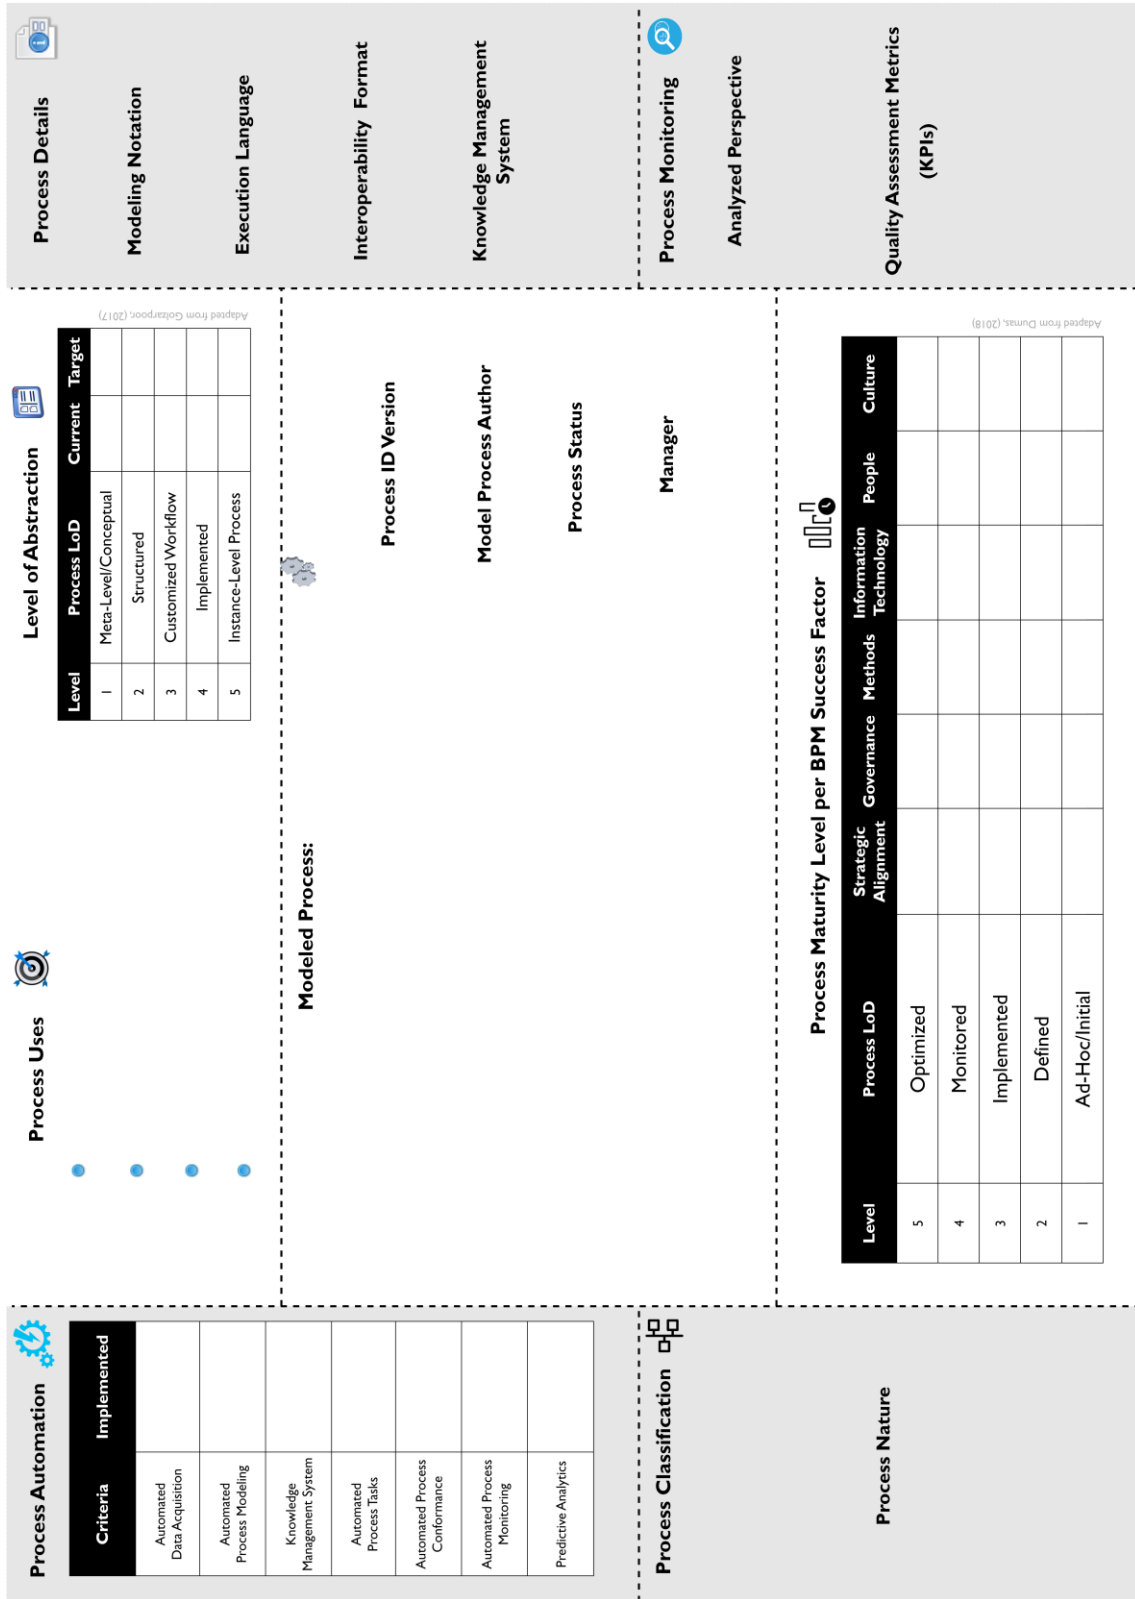 Process Automation
Criteria
Implemented
Automated
Data Acquisition
Automated
Process Modeling
Knowledge
Management System
Automated
Process Tasks
Automated Process
Conformance
Automated Process
Monitoring
Predictive Analytics
Process Classification
Process Nature
Process Uses
Level of Abstraction
Level
Process LoD
Current
Target
1
Meta-Level/Conceptual
2
Structured
3
Customized Workflow
4
Implemented
5
Instance-Level Process
Adapted from Golzarpoor, (2017)
Modeled Process:
Process ID Version
Model Process Author
Process Status
Manager
Process Maturity Level per BPM Success Factor
Level
Process LoD
Strategic
Alignment
Governance
Methods
Information
Technology
People
Culture
5
Optimized
4
Monitored
3
Implemented
2
Defined
1
Ad-Hoc/Initial
Adapted from Dumas, (2018)
Process Details
Modeling Notation
Execution Language
Interoperability Format
Knowledge Management
System
Process Monitoring
Analyzed Perspective
Quality Assessment Metrics
(KPIs)